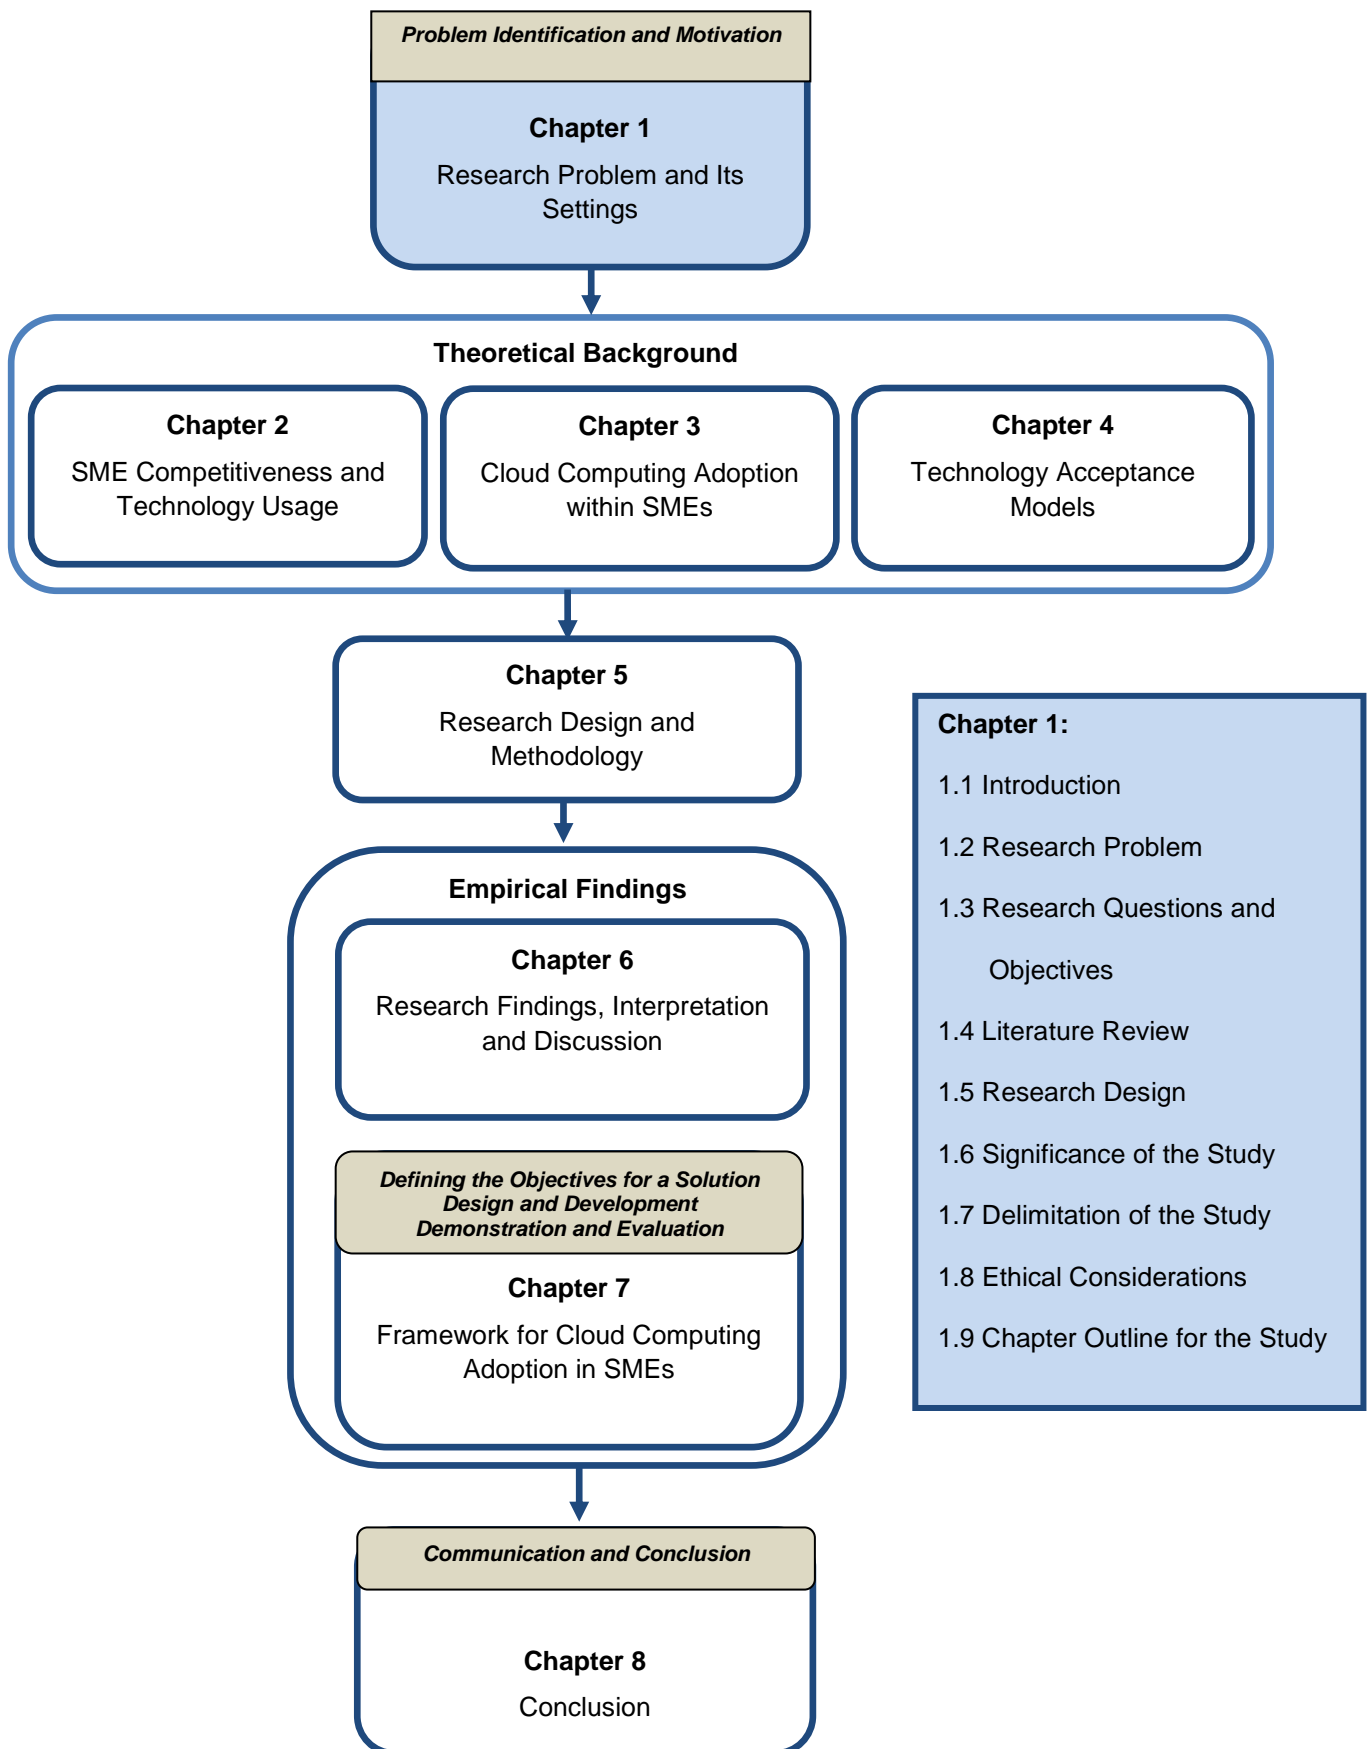 Problem Identification and Motivation
Chapter 1
Research Problem and Its
Settings
Theoretical Background
Chapter 2
SME Competitiveness and
Technology Usage
Chapter 3
Cloud Computing Adoption
within SMEs
Chapter 4
Technology Acceptance
Models
Chapter 5
Research Design and
Methodology
Empirical Findings
Chapter 6
Research Findings, Interpretation
and Discussion
Defining the Objectives for a Solution
Design and Development
Demonstration and Evaluation
Chapter 7
Framework for Cloud Computing
Adoption in SMEs
Communication and Conclusion
Chapter 8
Conclusion
Chapter 1:
1.1 Introduction
1.2 Research Problem
1.3 Research Questions and
Objectives
1.4 Literature Review
1.5 Research Design
1.6 Significance of the Study
1.7 Delimitation of the Study
1.8 Ethical Considerations
1.9 Chapter Outline for the Study